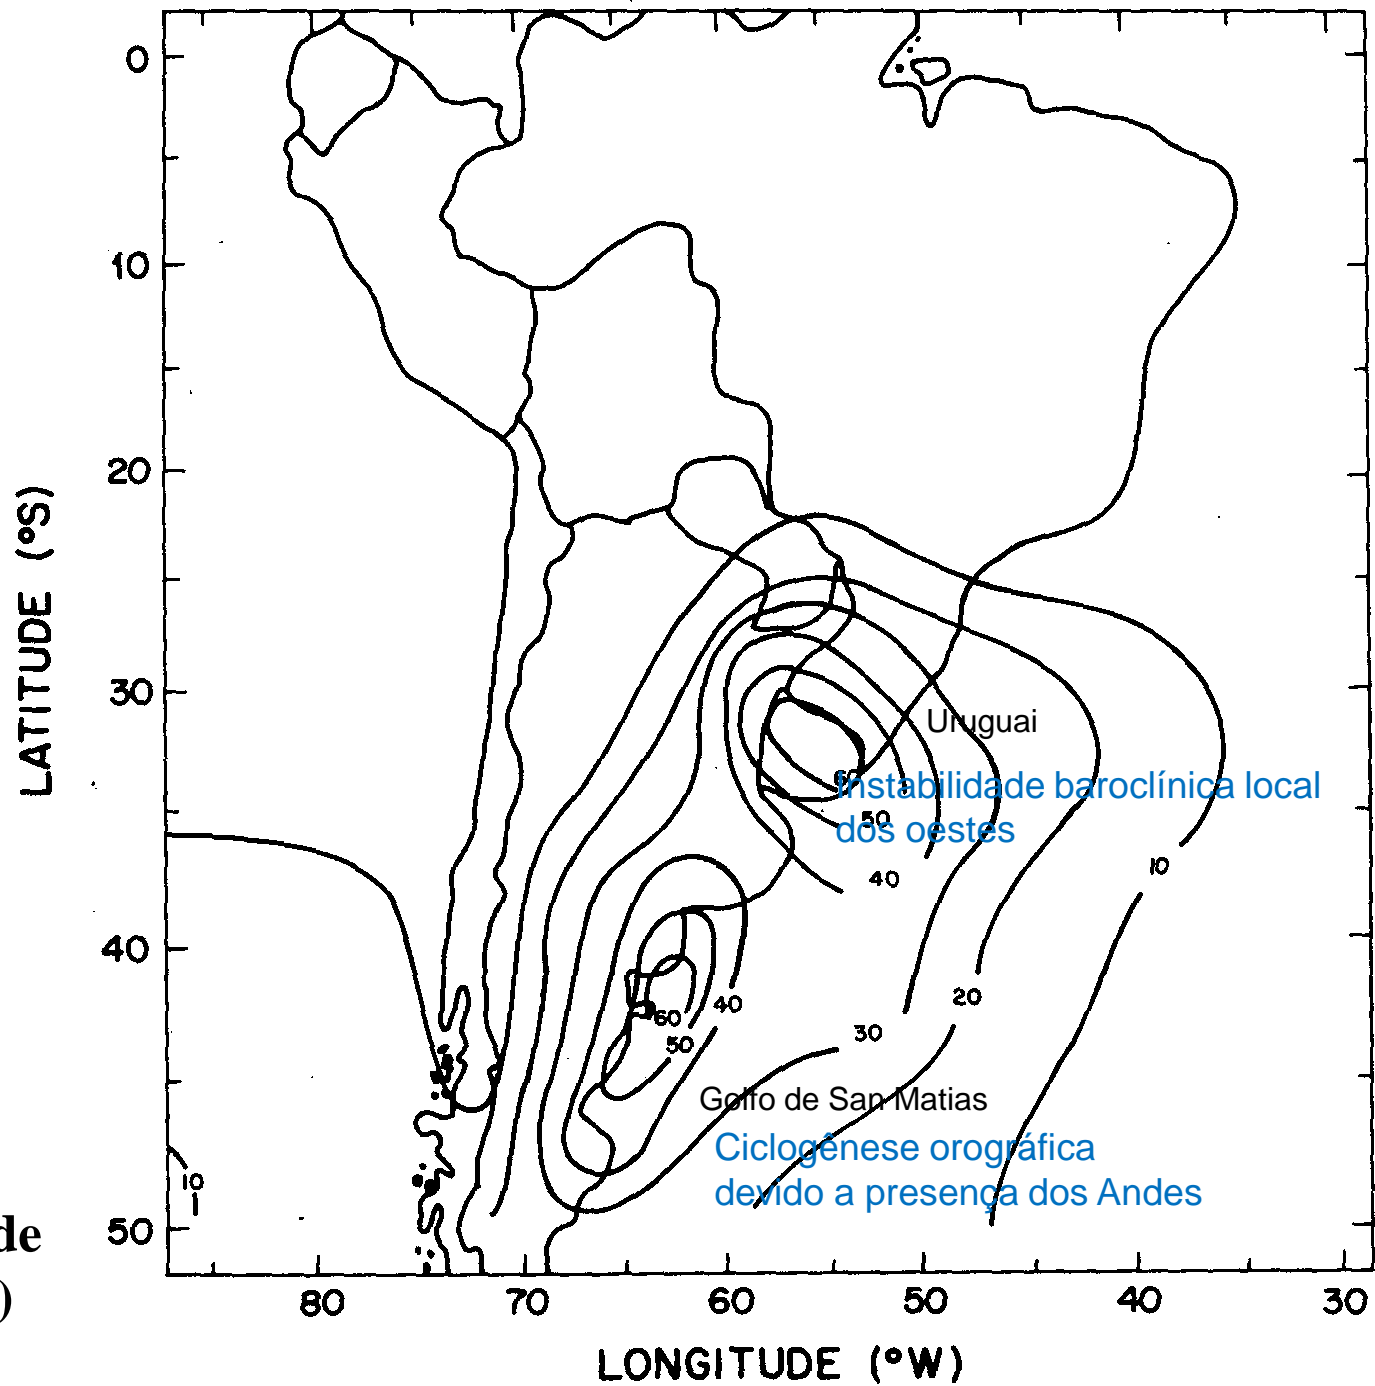 0
10
20
30
40
50
LATITUDE (°S)
80
70
60
50
40
30
LONGITUDE (°W)
Uruguai
60
Instabilidade baroclínica local
dos oestes
50
40
10
20
30
40
60
50
Golfo de San Matias
Ciclogênese orográfica
devido a presença dos Andes
10
de
)